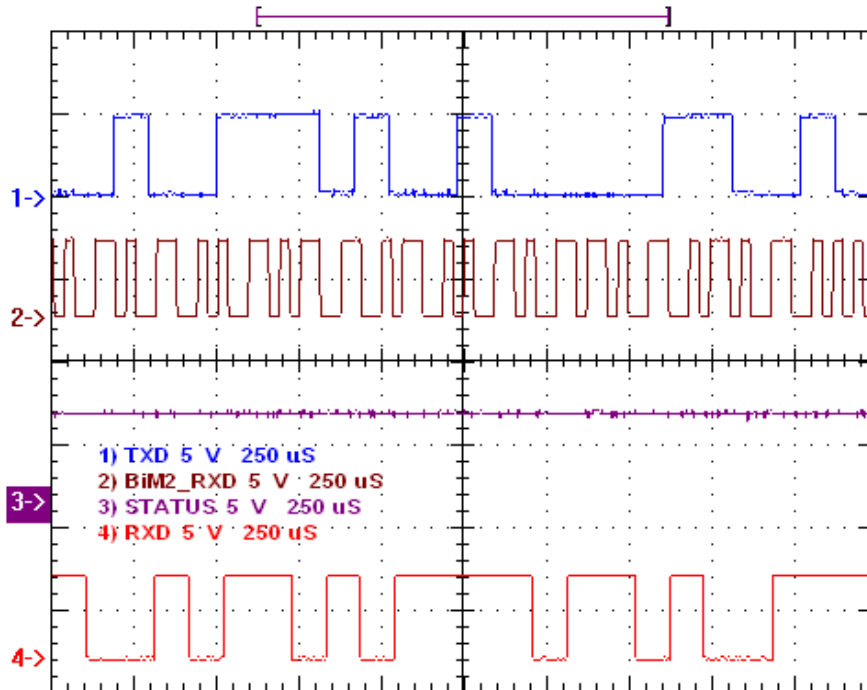 1->
2->
1) TXD 5 V 250 uS
2) BiM2_RXD 5 V 250 uS
3) STATUS 5 V 250 uS
3->
4) RXD 5 V 250 uS
4->